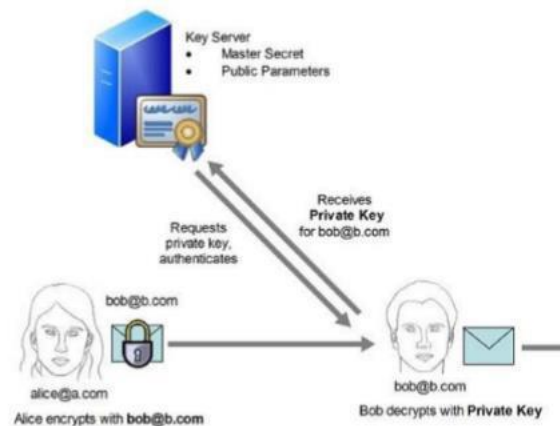 Key Server
• Master Secret
• Public Parameters
Receives
Private Key
for bob@b.com
Requests
private key,
authenticates
bob@b.com
alice@a.com
bob@b.com
Alice encrypts with bob@b.com
Bob decrypts with Private Key